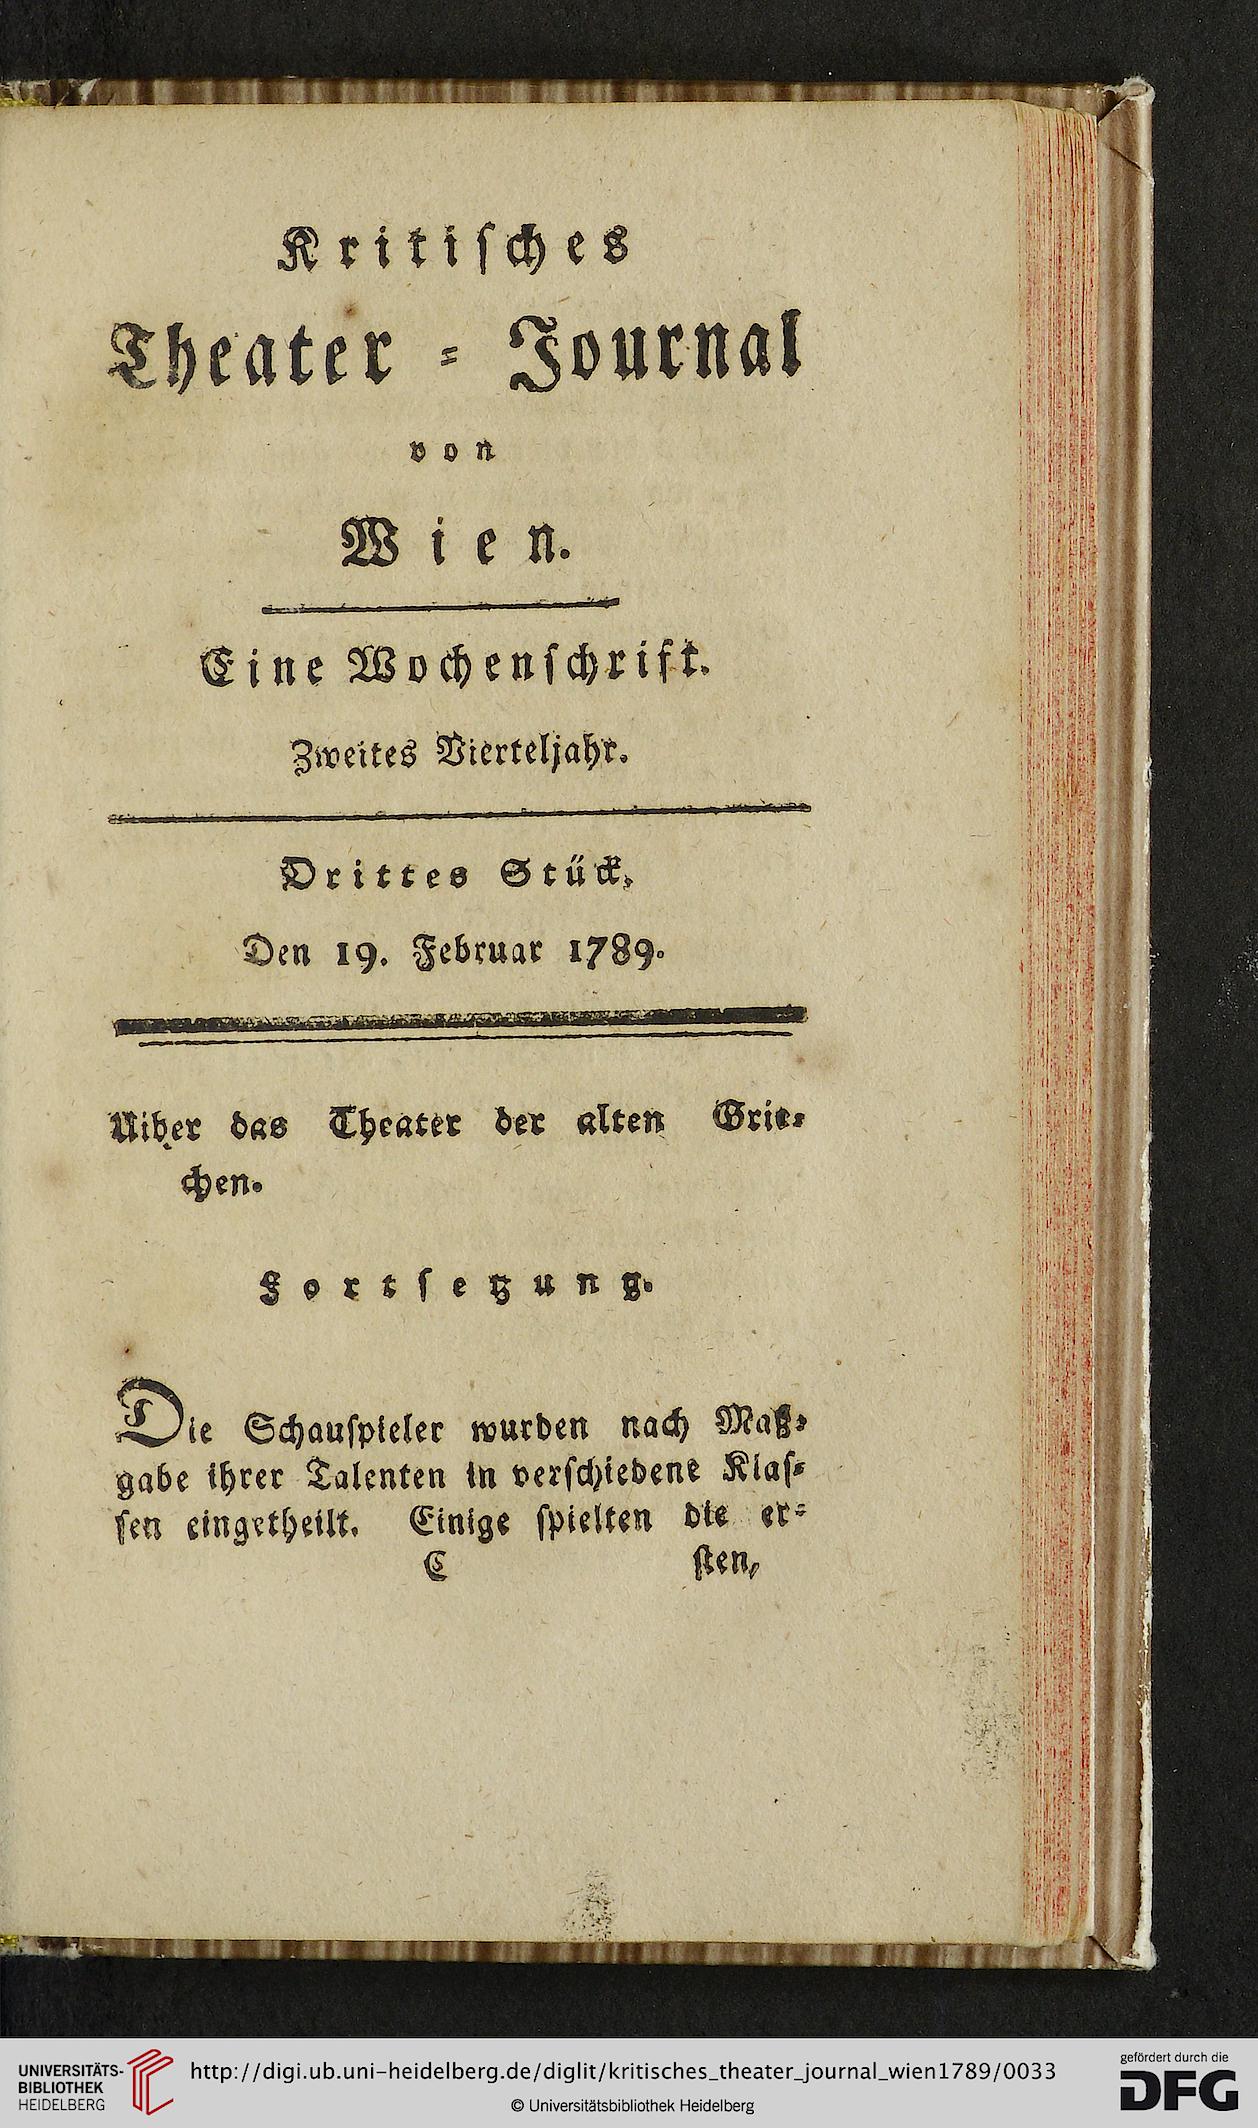 Kritisches
Theater = Journal
von
Wien.
Eine Wochenschrift.
Zweites Vierteljahr.
Drittes Stück.
Den 19. Februar 1789.
Uiber das Theater der alten Grie=
chen.
Fortsetzung.
Die Schauspieler wurden nach Maß=
gabe ihrer Talenten in verschiedene Klas=
sen eingetheilt. Einige spielten die er=
C sten,
UNIVERSITÄTS-
BIBLIOTHEK
HEIDELBERG
http://digi.ub.uni-heidelberg.de/diglit/kritisches_theater_journal_wien1789/0033
© Universitätsbibliothek Heidelberg
gefördert durch die
DFG